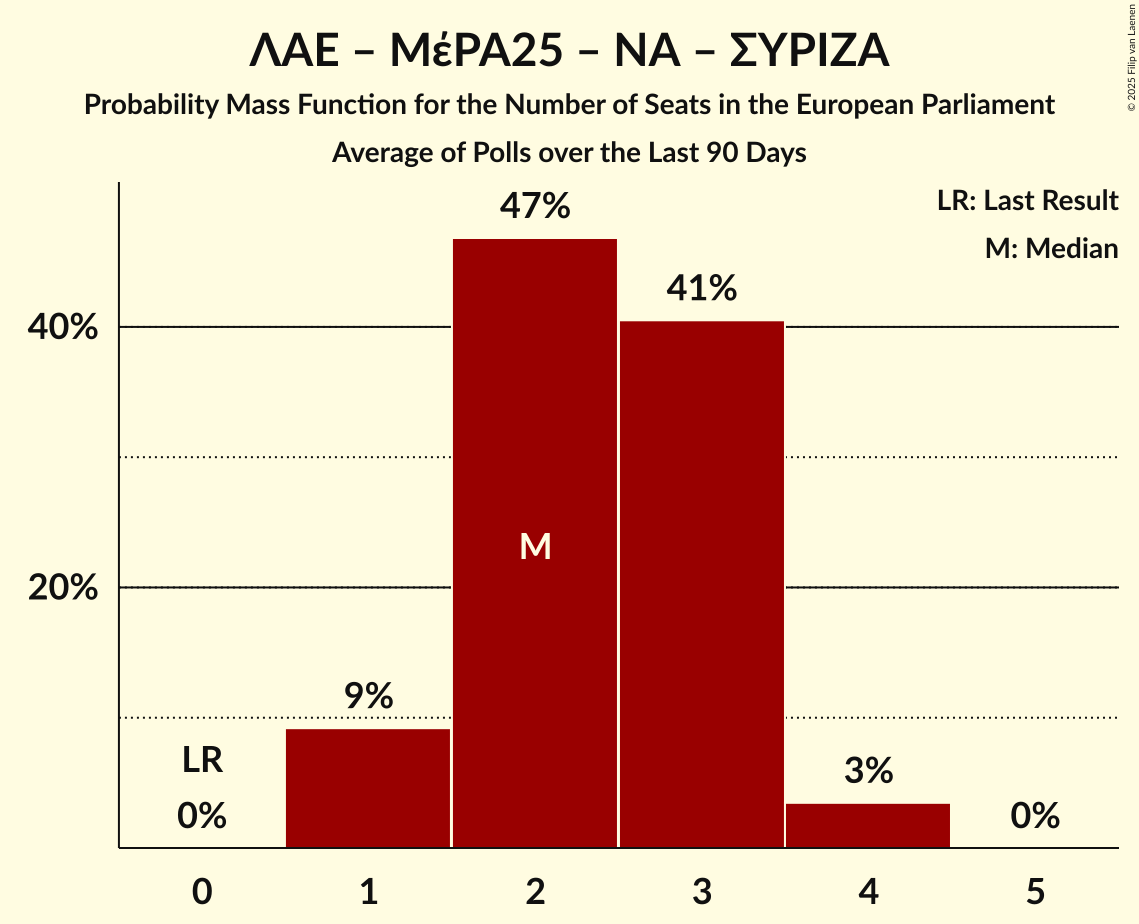 ΛΑΕ – ΜέΡΑ25 – ΝΑ – ΣΥΡΙΖΑ
Probability Mass Function for the Number of Seats in the European Parliament
Average of Polls over the Last 90 Days
© 2025 Filip van Laenen
LR: Last Result
M: Median
47%
41%
40%
M
20%
9%
LR
3%
0%
0%
0 1 2 3 4 5